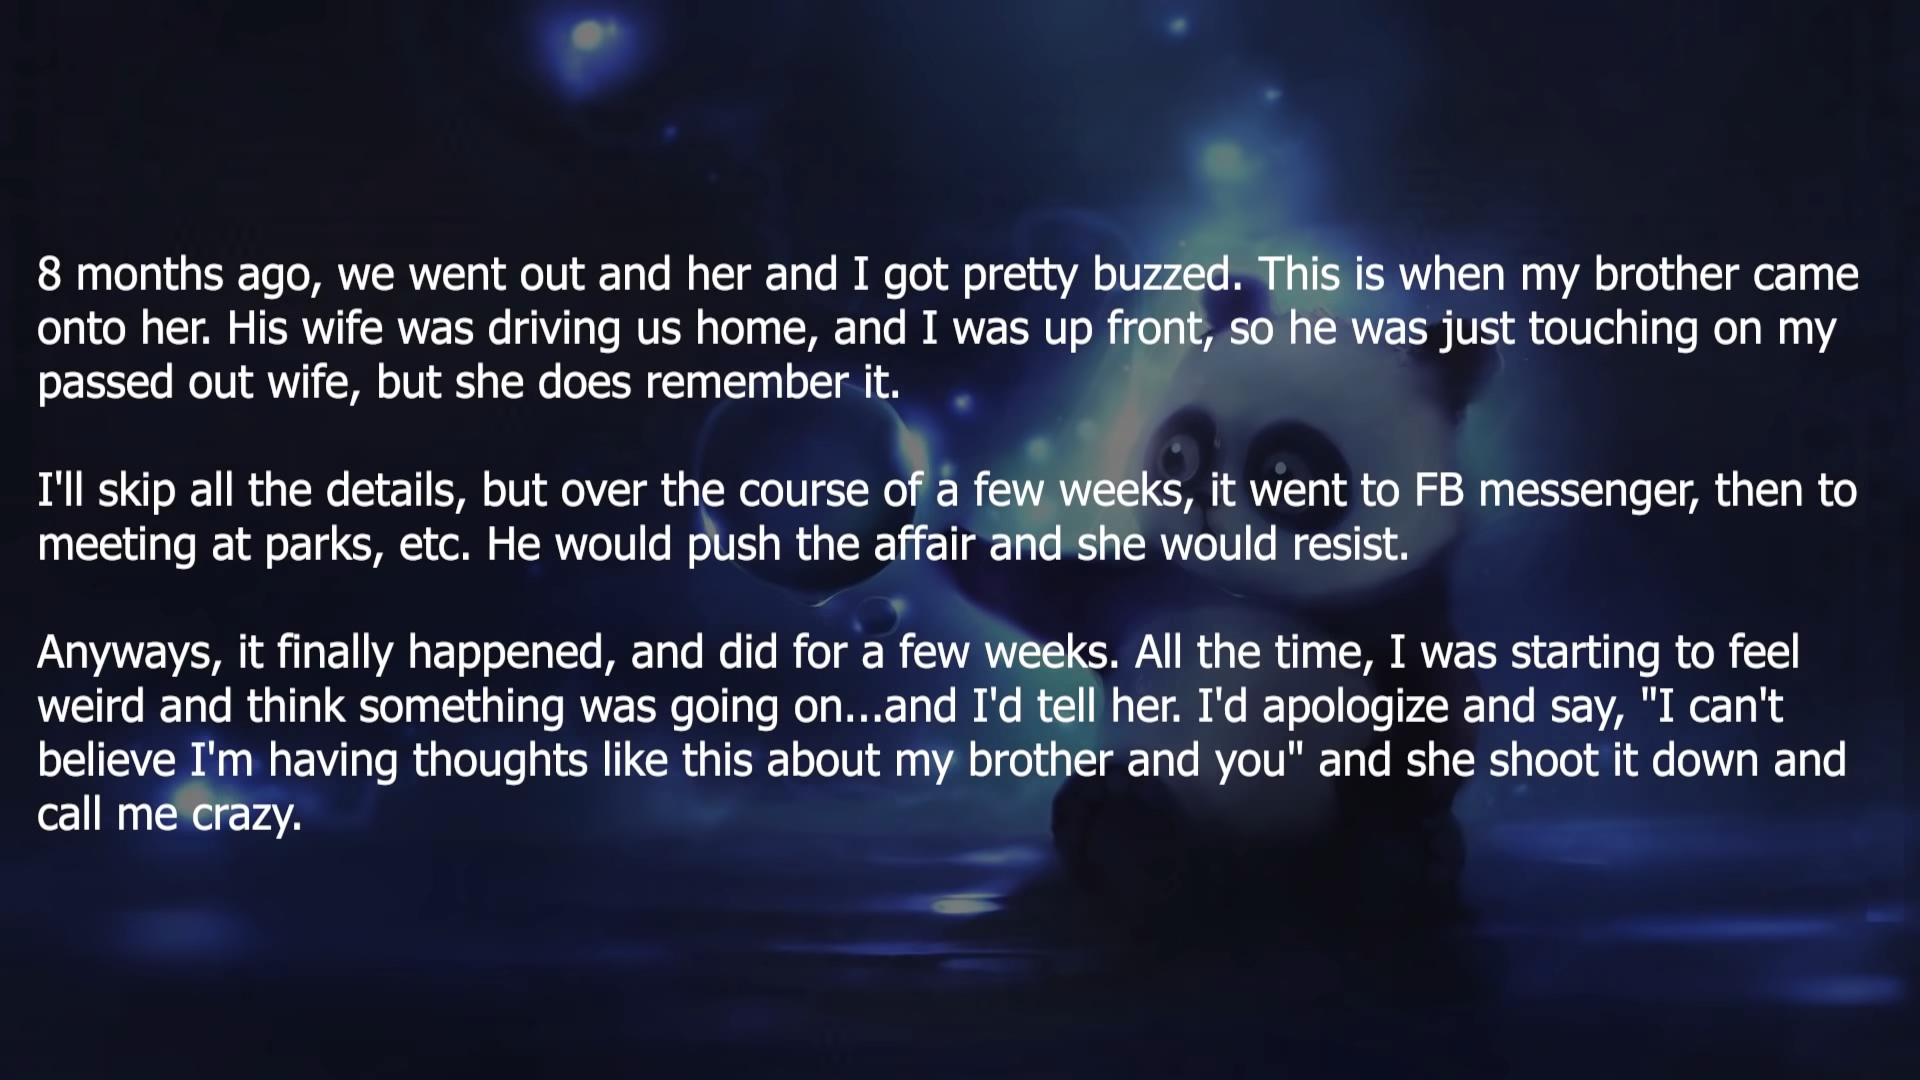 8 months ago, we went out and her and I got pretty buzzed. This is when my brother came
onto her. His wife was driving us home, and I was up front, so he was just touching on my
passed out wife, but she does remember it.
I'll skip all the details, but over the course of a few weeks, it went to FB messenger, then to
meeting at parks, etc. He would push the affair and she would resist.
Anyways, it finally happened, and did for a few weeks. All the time, I was starting to feel
weird and think something was going on...and I'd tell her. I'd apologize and say, "I can't
believe I'm having thoughts like this about my brother and you" and she shoot it down and
call me crazy.